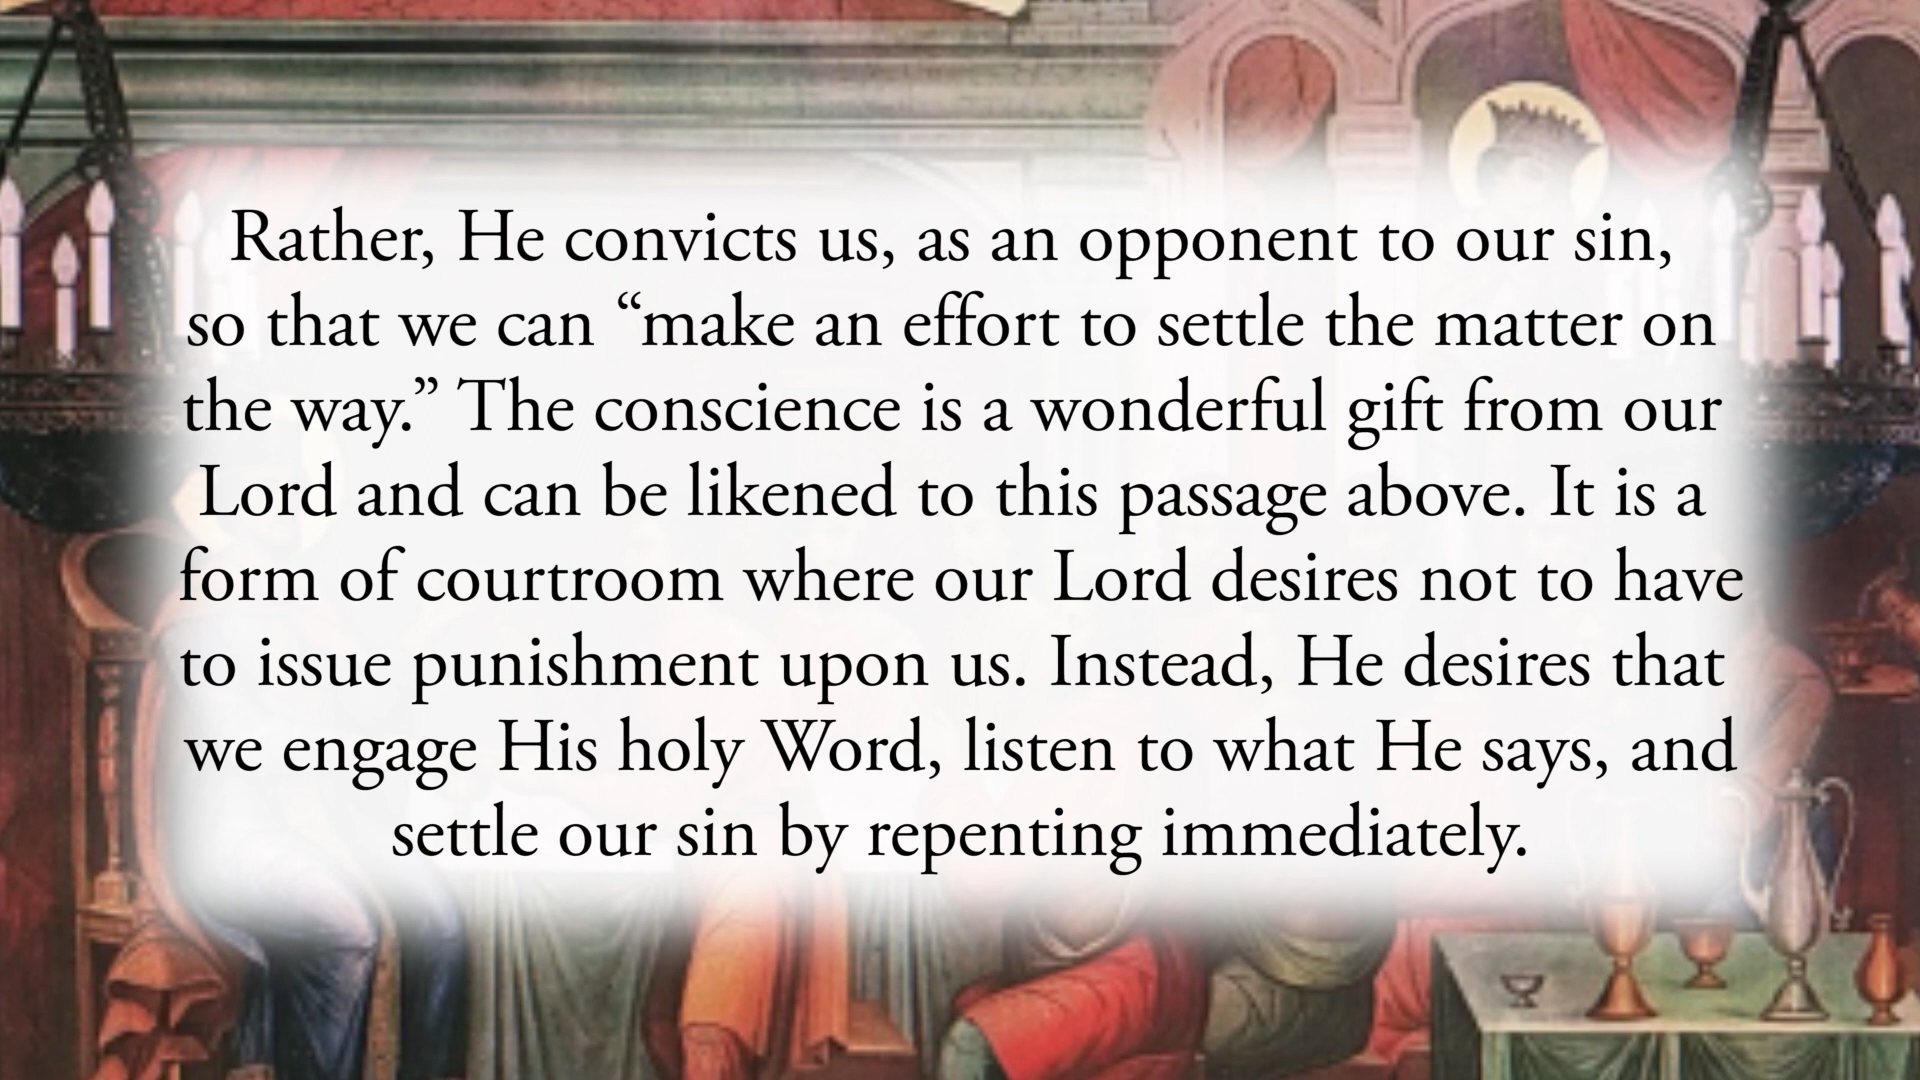 Rather, He convicts us, as an opponent to our sin,
so that we can “make an effort to settle the matter on
the way.” The conscience is a wonderful gift from our
Lord and can be likened to this passage above. It is a
form of courtroom where our Lord desires not to have
to issue punishment upon us. Instead, He desires that
we engage His holy Word, listen to what He says, and
settle our sin by repenting immediately.